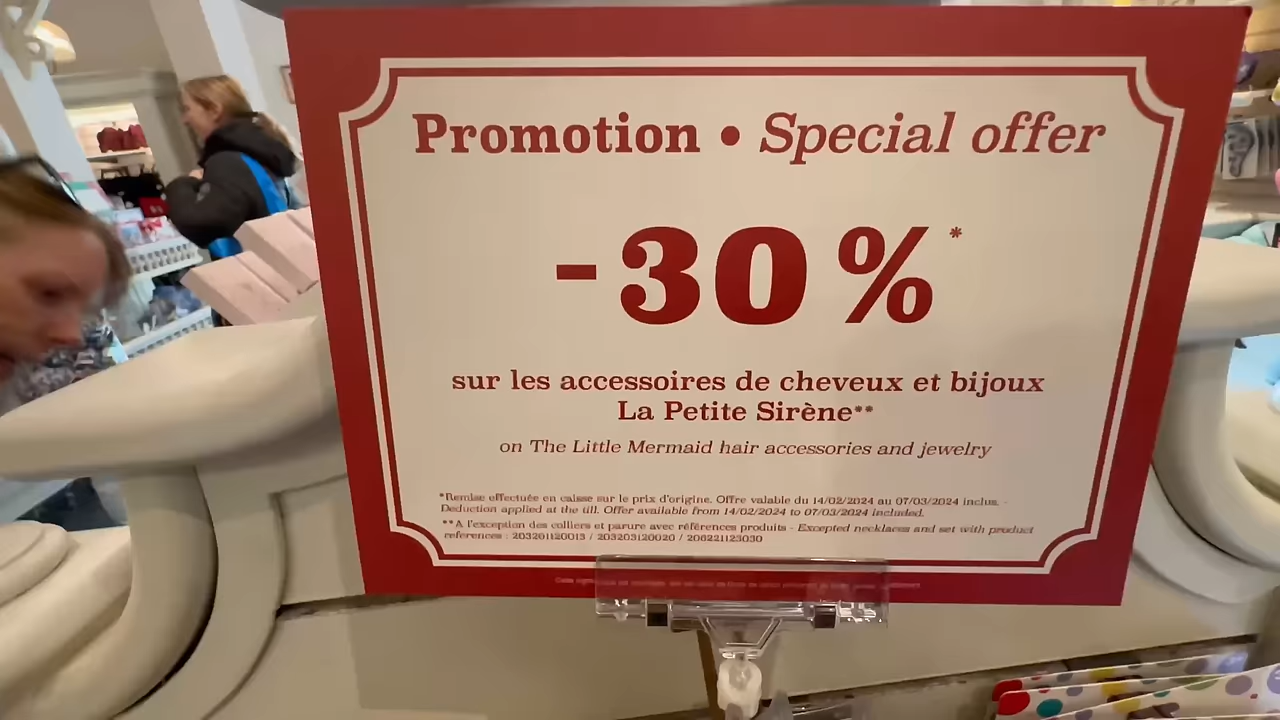 Promotion • Special offer
-30%*
sur les accessoires de cheveux et bijoux
La Petite Sirène**
on The Little Mermaid hair accessories and jewelry
*Remise effectuée en caisse sur le prix d'origine. Offre valable du 14/02/2024 au 07/03/2024 inclus. -
Deduction applied at the till. Offer available from 14/02/2024 to 07/03/2024 included.
**A l'exception des colliers et parure avec références produits - Excepted necklaces and set with product
references : 203201120013 / 203203120020 / 206221123030